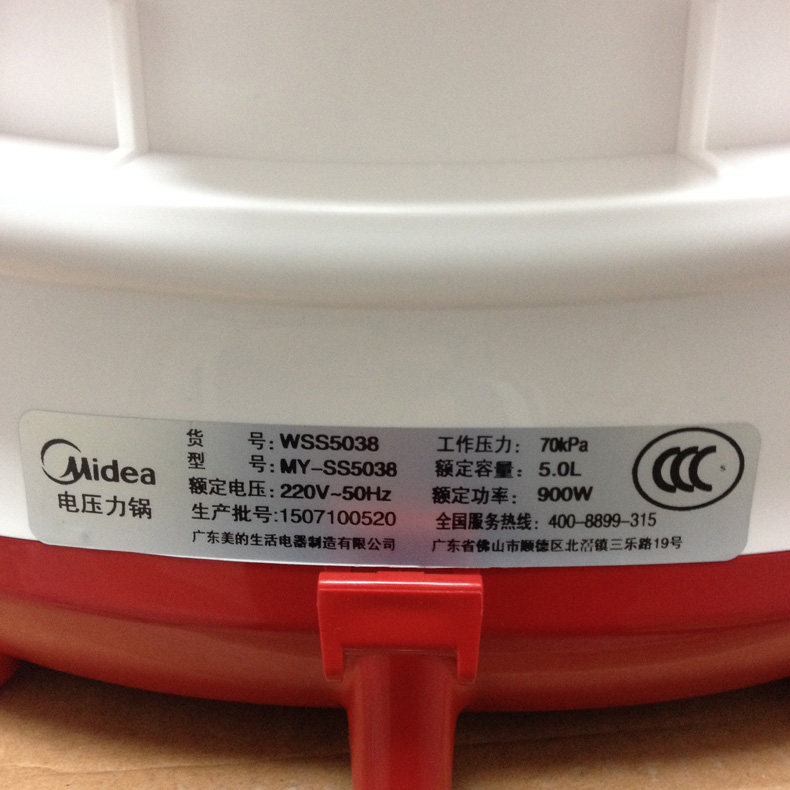 Midea
电压力锅
货 号: WSS5038
型 号: MY-SS5038
额定电压: 220V~50Hz
生产批号: 1507100520
广东美的生活电器制造有限公司
工作压力: 70kPa
额定容量: 5.0L
额定功率: 900W
全国服务热线: 400-8899-315
广东省佛山市顺德区北滘镇三乐路19号
CCC
S